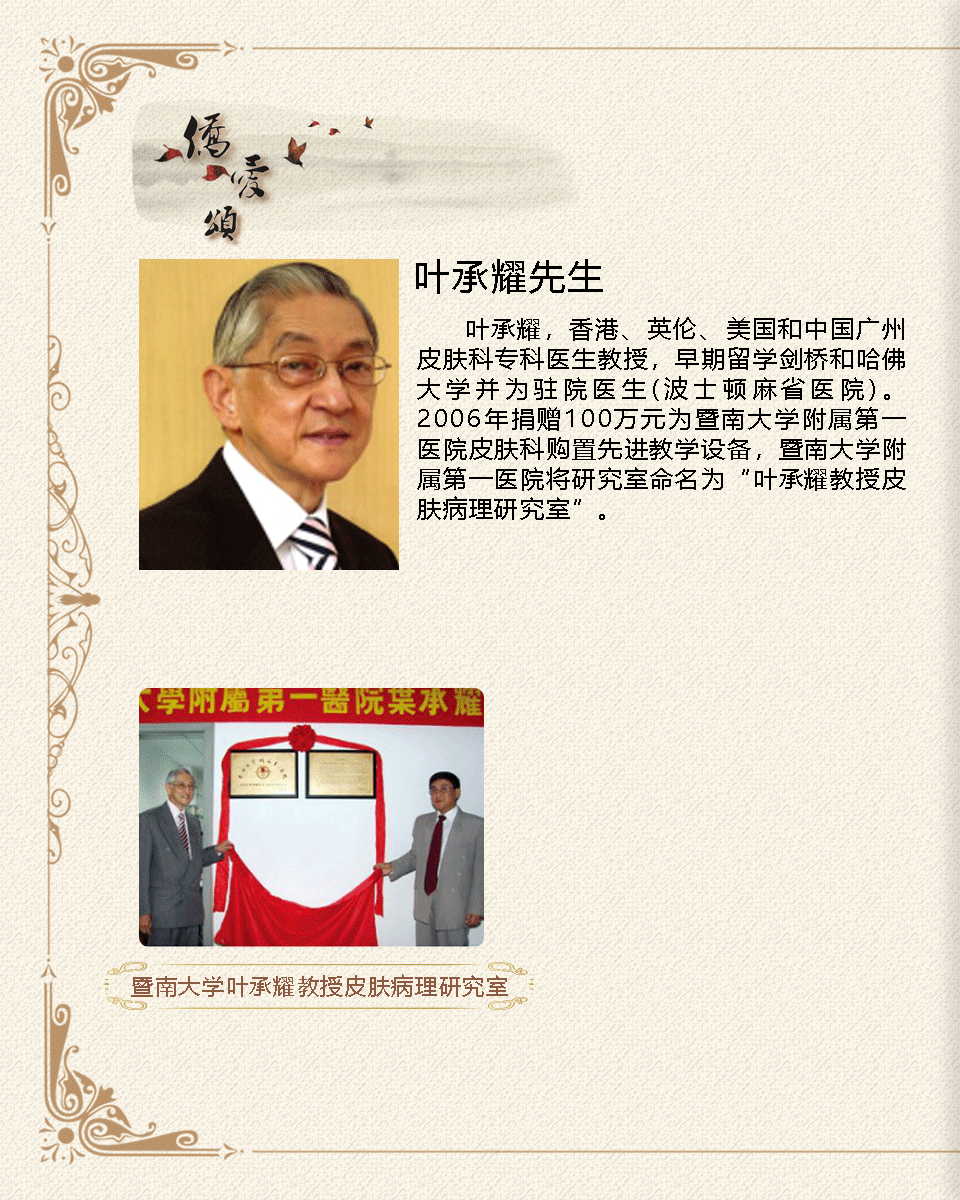 僑
愛
頌
叶承耀先生
叶承耀，香港、英伦、美国和中国广州
皮肤科专科医生教授，早期留学剑桥和哈佛
大学并为驻院医生(波士顿麻省医院)。
2006年捐赠100万元为暨南大学附属第一
医院皮肤科购置先进教学设备，暨南大学附
属第一医院将研究室命名为“叶承耀教授皮
肤病理研究室”。
大學附屬第一醫院葉承耀
暨南大学叶承耀教授皮肤病理研究室